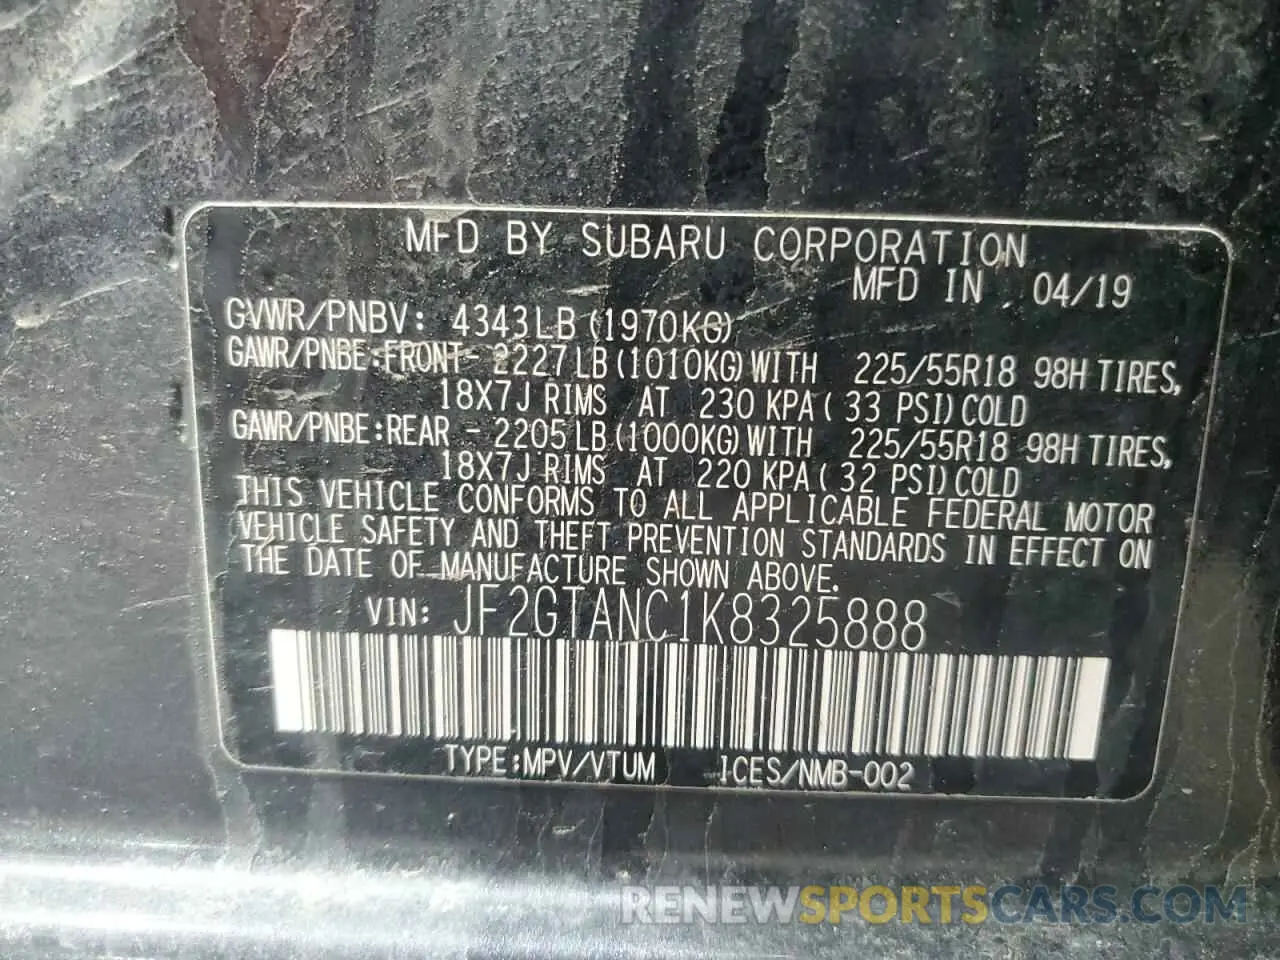 MFD BY SUBARU CORPORATION
MFD IN 04/19
GVWR/PNBV: 4343LB (1970KG)
GAWR/PNBE:FRONT- 2227LB (1010KG) WITH 225/55R18 98H TIRES,
18X7J RIMS AT 230 KPA ( 33 PSI) COLD
GAWR/PNBE:REAR - 2205LB (1000KG) WITH 225/55R18 98H TIRES,
18X7J RIMS AT 220 KPA ( 32 PSI) COLD
THIS VEHICLE CONFORMS TO ALL APPLICABLE FEDERAL MOTOR
VEHICLE SAFETY AND THEFT PREVENTION STANDARDS IN EFFECT ON
THE DATE OF MANUFACTURE SHOWN ABOVE.
VIN: JF2GTANC1K8325888
TYPE:MPV/VTUM ICES/NMB-002
RENEWSPORTSCARS.COM